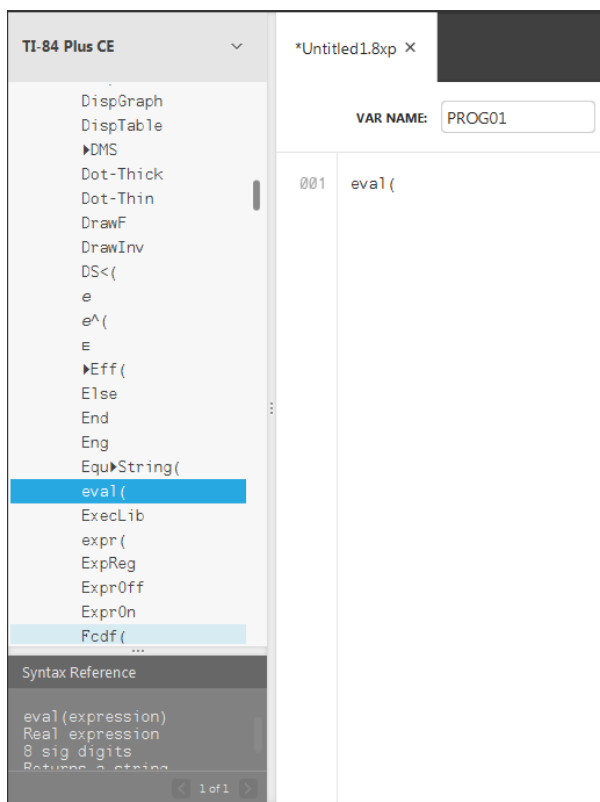 TI-84 Plus CE
*Untitled1.8xp ×
VAR NAME: PROG01
DispGraph
DispTable
►DMS
Dot-Thick
Dot-Thin
DrawF
DrawInv
DS<(
e
e^(
ᴇ
►Eff(
Else
End
Eng
Equ►String(
eval(
ExecLib
expr(
ExpReg
ExprOff
ExprOn
Fcdf(
Syntax Reference
eval(expression)
Real expression
8 sig digits
Returns a string
1 of 1
001 eval(